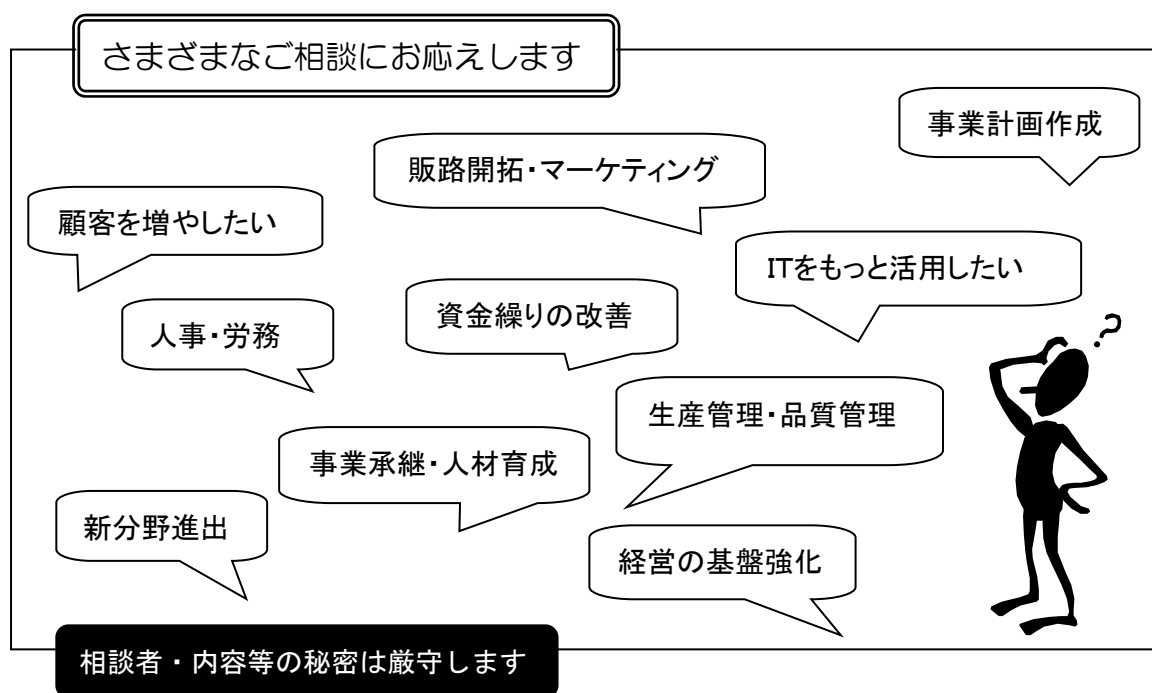 さまざまなご相談にお応えします
事業計画作成
販路開拓・マーケティング
顧客を増やしたい
ITをもっと活用したい
人事・労務
資金繰りの改善
生産管理・品質管理
事業承継・人材育成
新分野進出
経営の基盤強化
?
相談者・内容等の秘密は厳守します